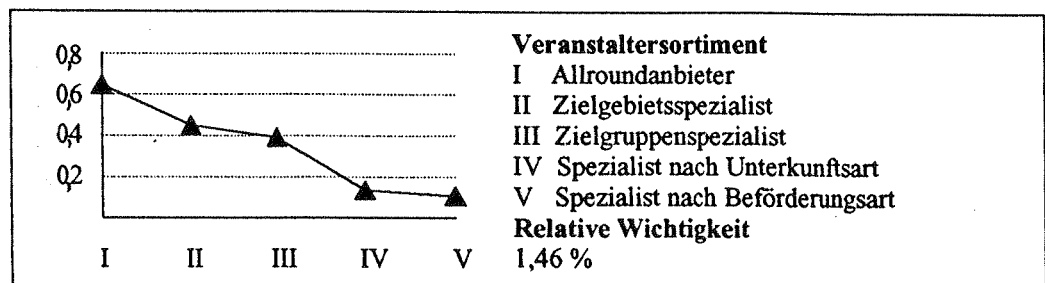 0,8
0,6
0,4
0,2
I II III IV V
Veranstaltersortiment
I Allroundanbieter
II Zielgebietsspezialist
III Zielgruppenspezialist
IV Spezialist nach Unterkunftsart
V Spezialist nach Beförderungsart
Relative Wichtigkeit
1,46 %